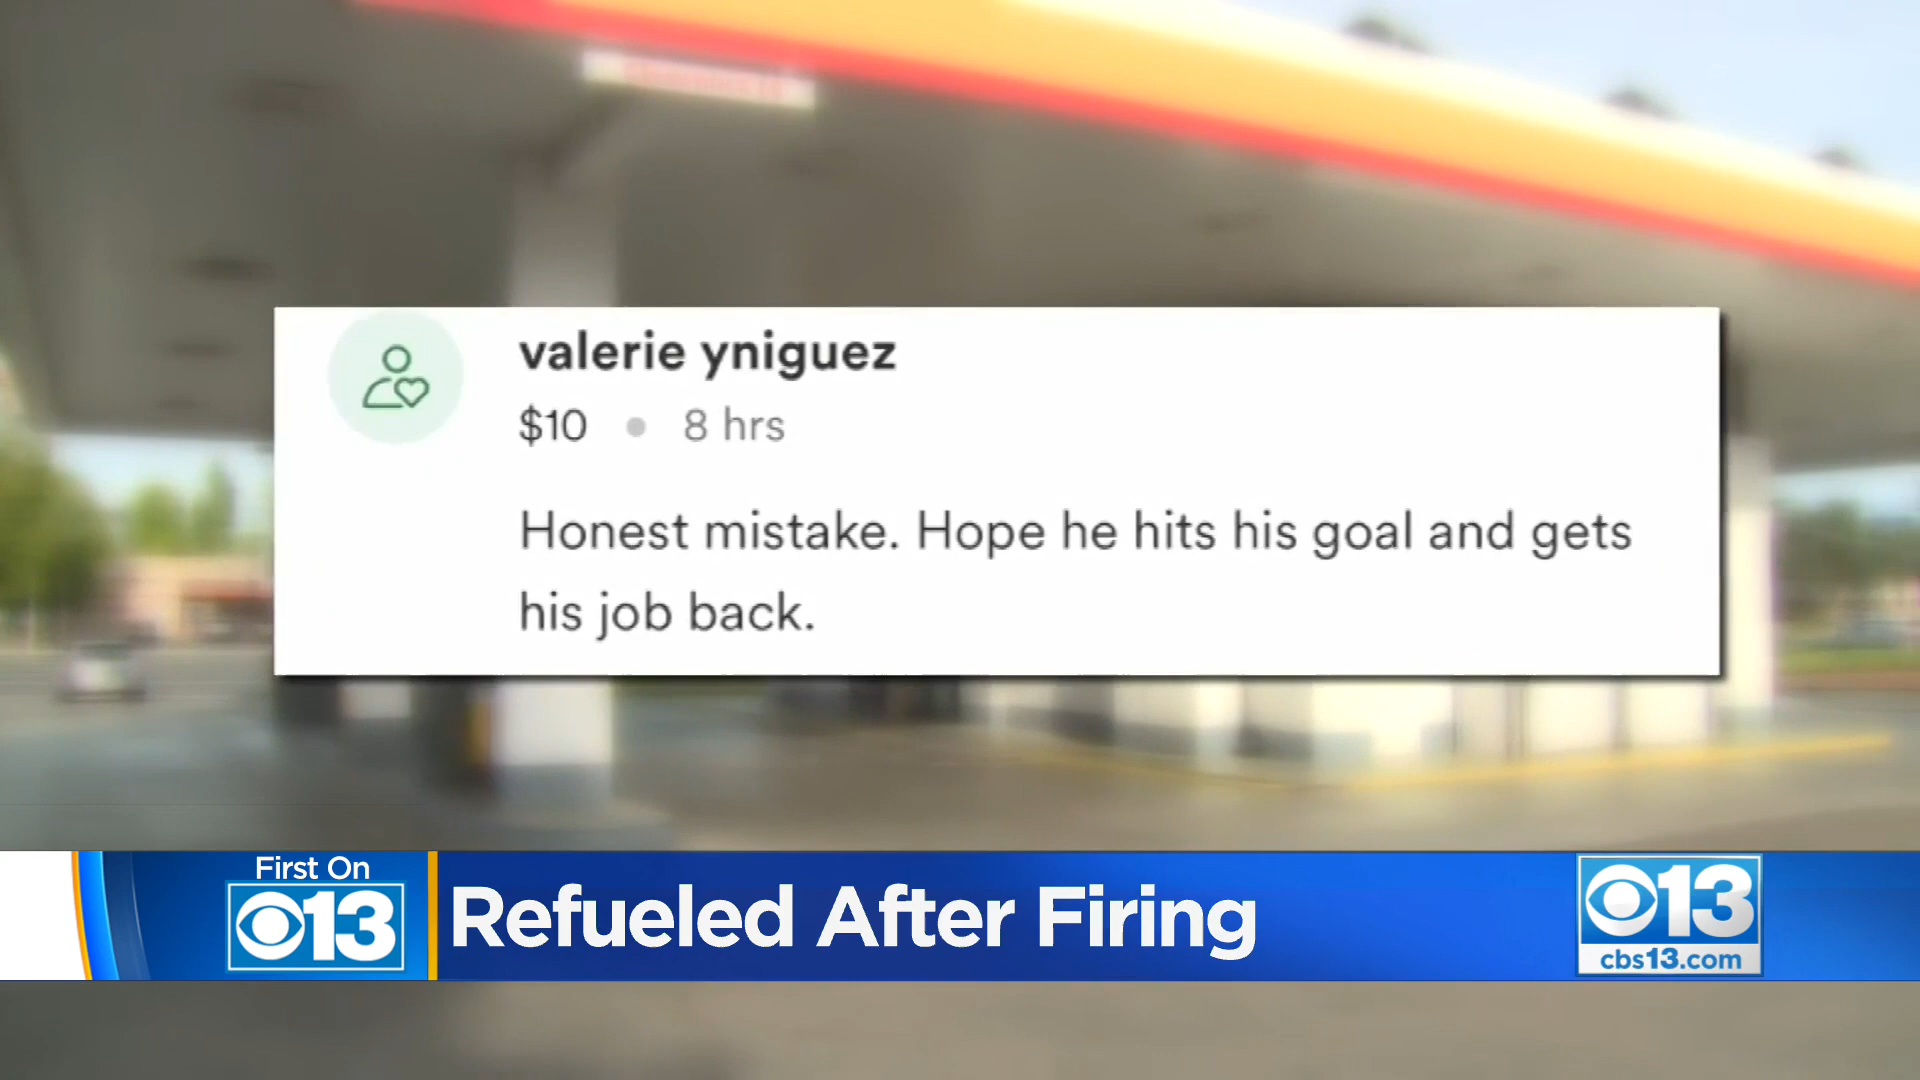 valerie yniguez
$10 • 8 hrs
Honest mistake. Hope he hits his goal and gets
his job back.
First On
13
Refueled After Firing
13
cbs13.com